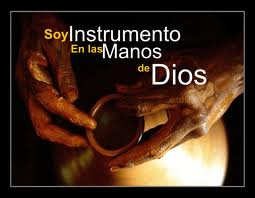 Soy Instrumento
En las Manos
de Dios